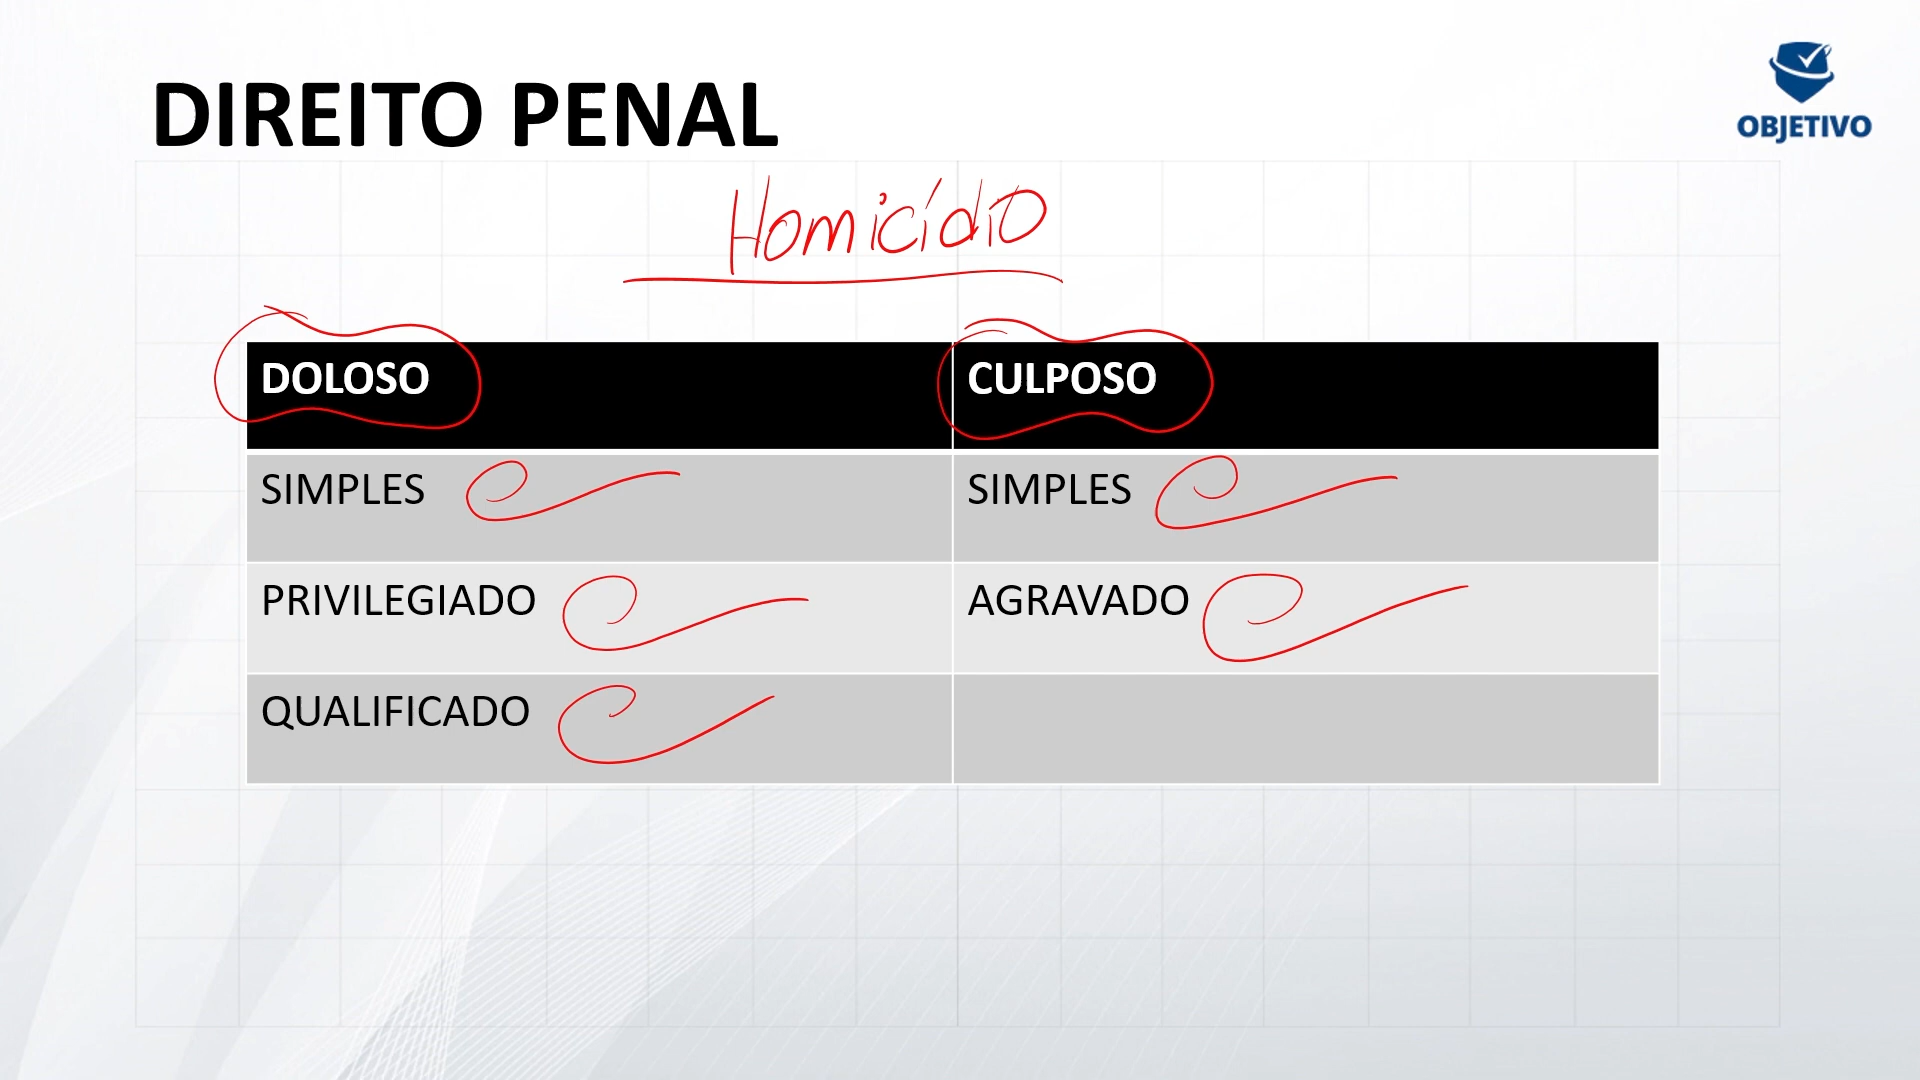 DIREITO PENAL
OBJETIVO
Homicídio
DOLOSO
CULPOSO
SIMPLES
SIMPLES
PRIVILEGIADO
AGRAVADO
QUALIFICADO